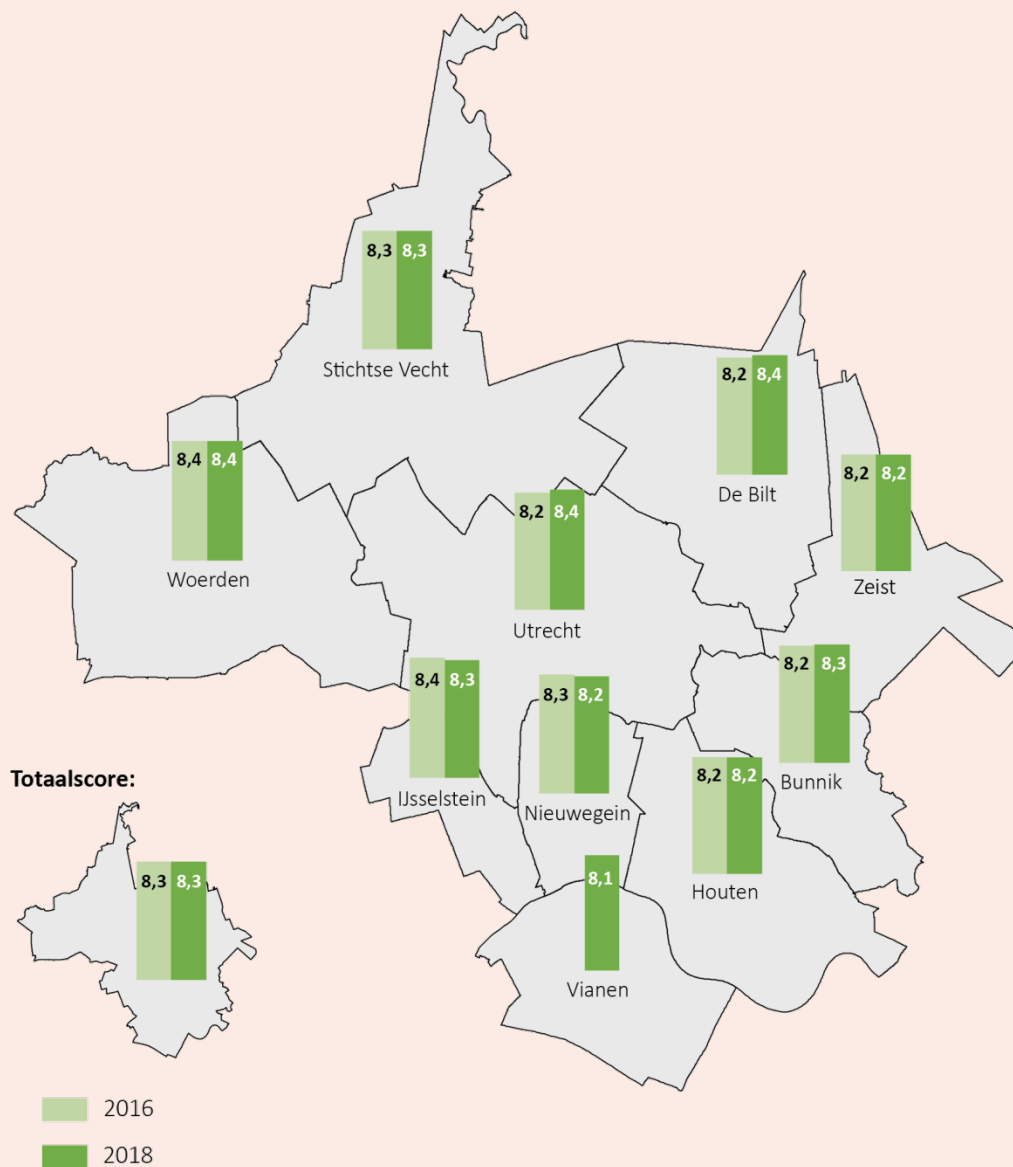 8,3 8,3
Stichtse Vecht
8,2 8,4
De Bilt
8,4 8,4
Woerden
8,2 8,2
Zeist
8,2 8,4
Utrecht
8,2 8,3
Bunnik
8,4 8,3
IJsselstein
8,3 8,2
Nieuwegein
8,2 8,2
Houten
8,1
Vianen
Totaalscore:
8,3 8,3
2016
2018